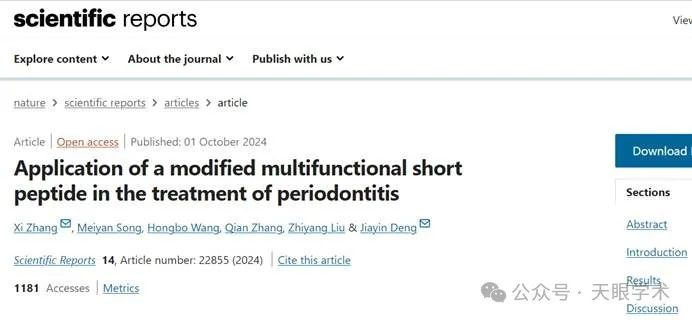 scientific reports
View
Explore content About the journal Publish with us
nature > scientific reports > articles > article
Article | Open access | Published: 01 October 2024
Application of a modified multifunctional short
peptide in the treatment of periodontitis
Xi Zhang, Meiyan Song, Hongbo Wang, Qian Zhang, Zhiyang Liu & Jiayin Deng
Scientific Reports 14, Article number: 22855 (2024) | Cite this article
1181 Accesses | Metrics
Download
Sections
Abstract
Introduction
Results
Discussion
公众号 · 天眼学术